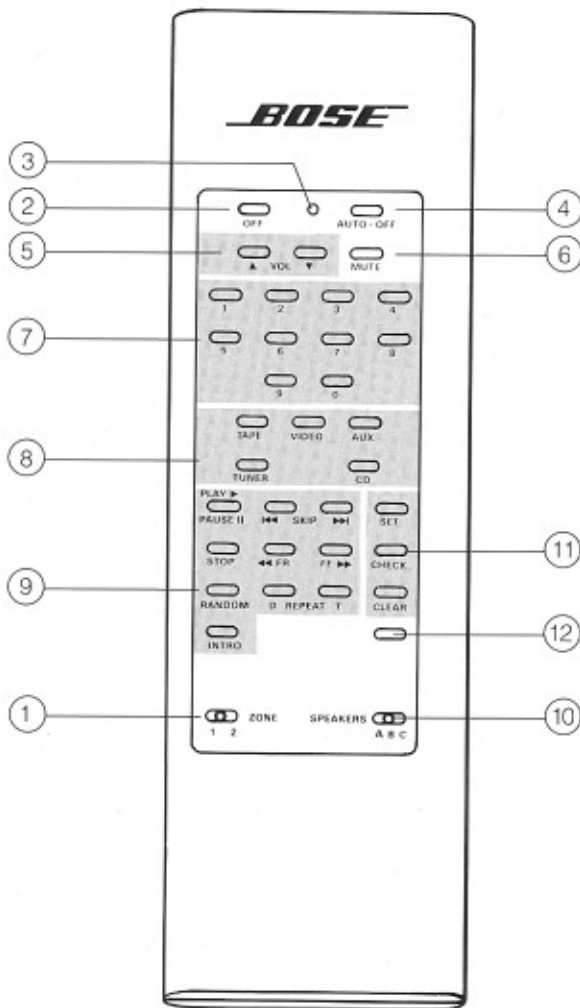 BOSE
3
2
4
OFF
AUTO-OFF
5
6
▲ VOL ▼
MUTE
1 2 3 4
7
5 6 7 8
9 0
TAPE VIDEO AUX
8
TUNER CD
PLAY ▶
PAUSE II ⏮ SKIP ⏭ SET
11
STOP ◀◀ FR FF ▶▶ CHECK
9
RANDOM D REPEAT T CLEAR
12
INTRO
1
ZONE SPEAKERS
10
1 2 A B C